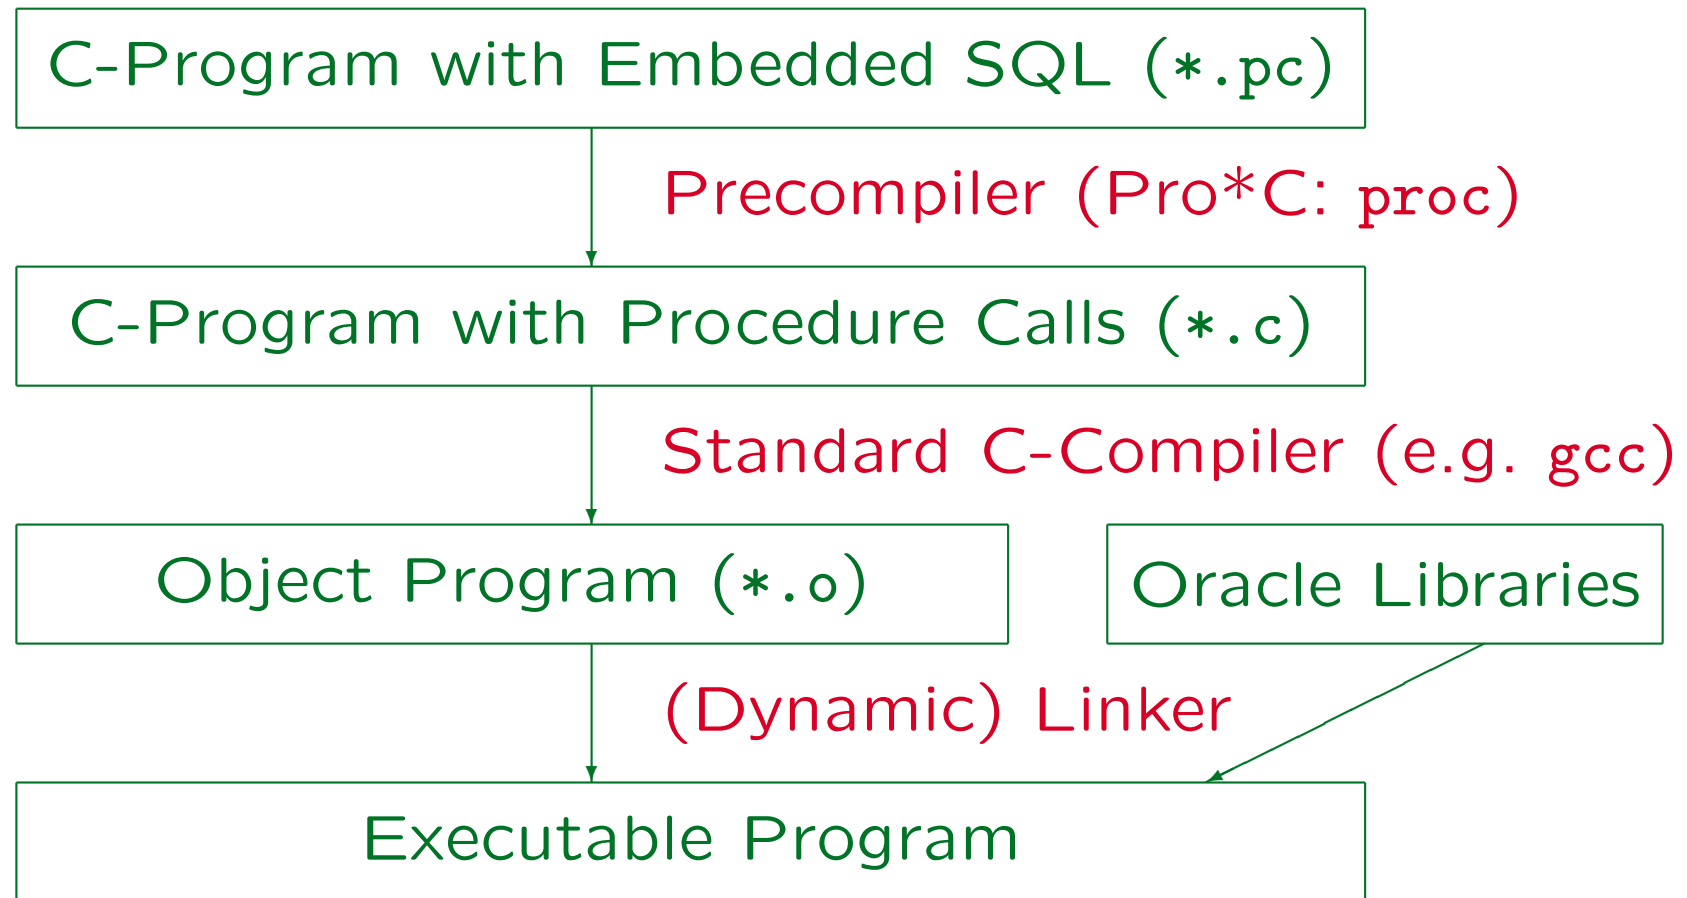 C-Program with Embedded SQL (*.pc)
Precompiler (Pro*C: proc)
C-Program with Procedure Calls (*.c)
Standard C-Compiler (e.g. gcc)
Object Program (*.o)
Oracle Libraries
(Dynamic) Linker
Executable Program